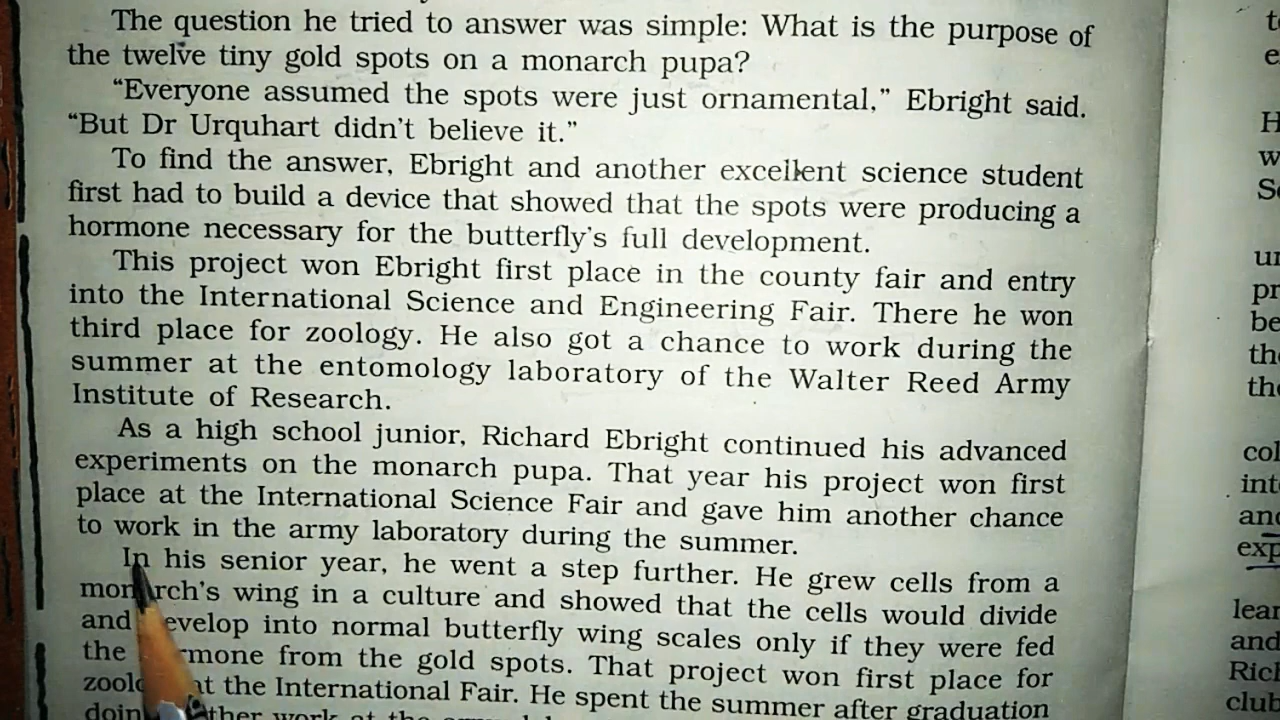 The question he tried to answer was simple: What is the purpose of
the twelve tiny gold spots on a monarch pupa?
“Everyone assumed the spots were just ornamental,” Ebright said.
“But Dr Urquhart didn’t believe it.”
To find the answer, Ebright and another excellent science student
first had to build a device that showed that the spots were producing a
hormone necessary for the butterfly’s full development.
This project won Ebright first place in the county fair and entry
into the International Science and Engineering Fair. There he won
third place for zoology. He also got a chance to work during the
summer at the entomology laboratory of the Walter Reed Army
Institute of Research.
As a high school junior, Richard Ebright continued his advanced
experiments on the monarch pupa. That year his project won first
place at the International Science Fair and gave him another chance
to work in the army laboratory during the summer.
In his senior year, he went a step further. He grew cells from a
monarch’s wing in a culture and showed that the cells would divide
and develop into normal butterfly wing scales only if they were fed
the hormone from the gold spots. That project won first place for
at the International Fair. He spent the summer after graduation
work at the